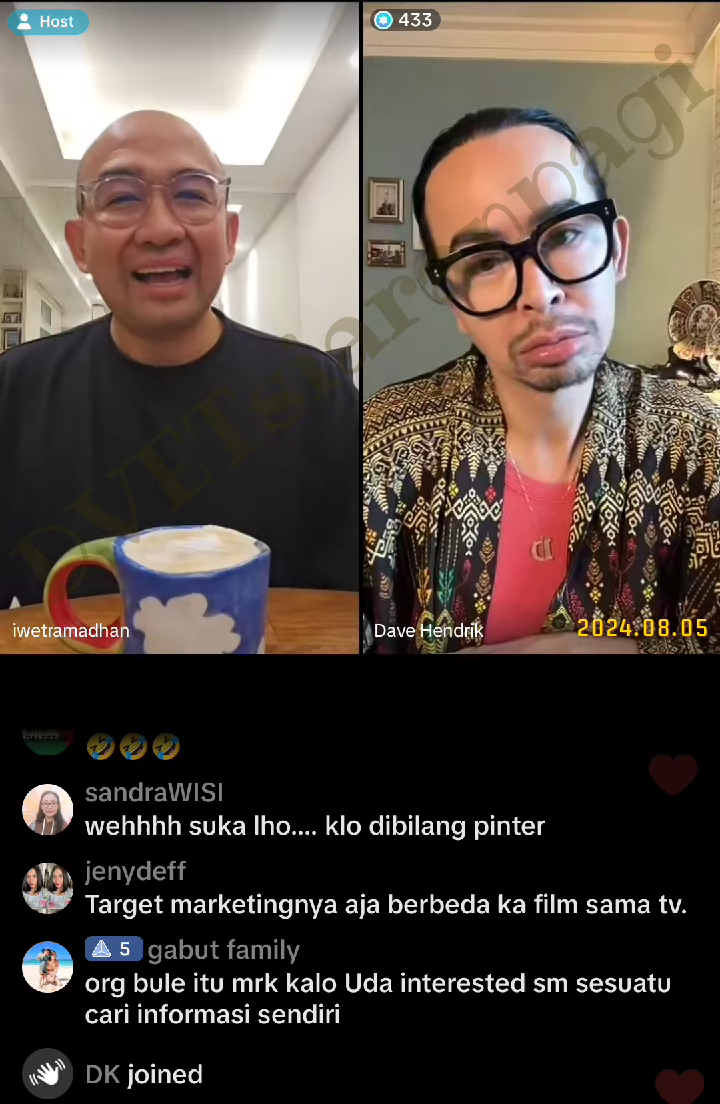 Host
433
DVETsiaranpagi
iwetramadhan
Dave Hendrik
2024.08.05
sandraWISI
wehhhh suka lho.... klo dibilang pinter
jenydeff
Target marketingnya aja berbeda ka film sama tv.
5 gabut family
org bule itu mrk kalo Uda interested sm sesuatu
cari informasi sendiri
DK joined